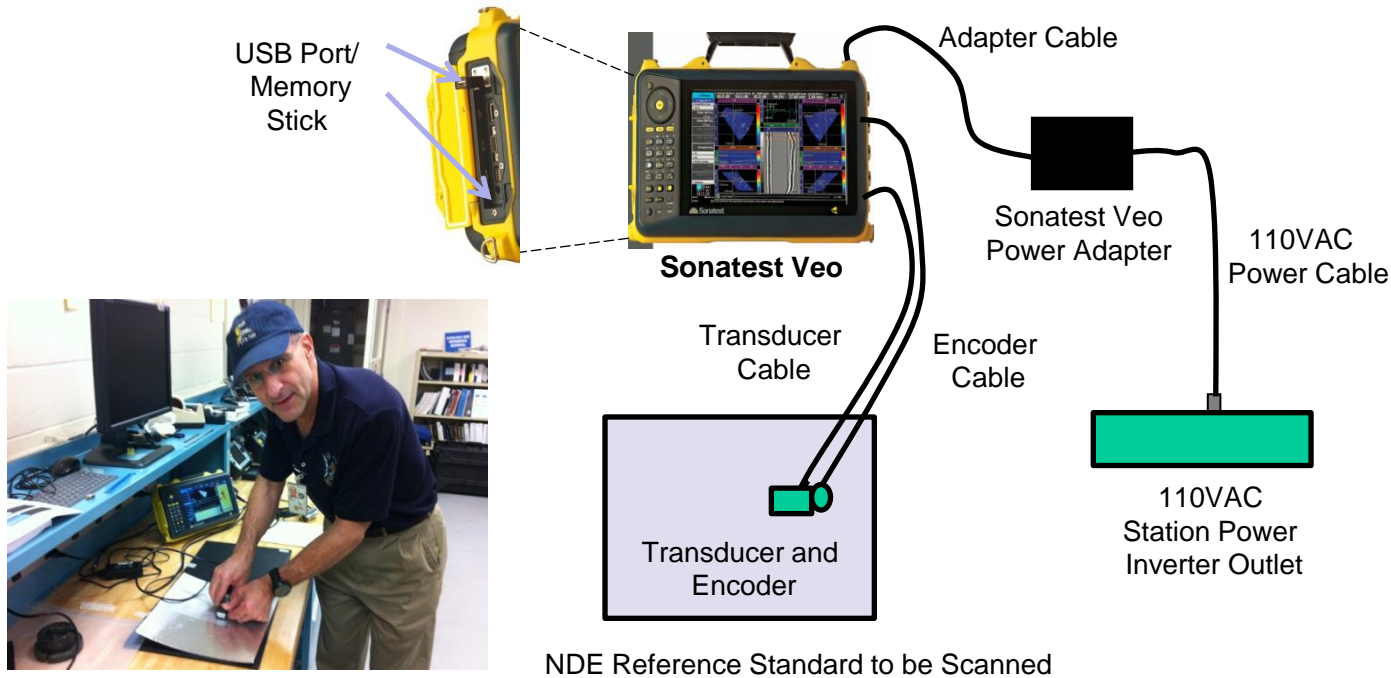 USB Port/
Memory
Stick
Adapter Cable
Sonatest
Sonatest Veo
Sonatest Veo
Power Adapter
110VAC
Power Cable
Transducer
Cable
Encoder
Cable
Transducer and
Encoder
110VAC
Station Power
Inverter Outlet
NDE Reference Standard to be Scanned